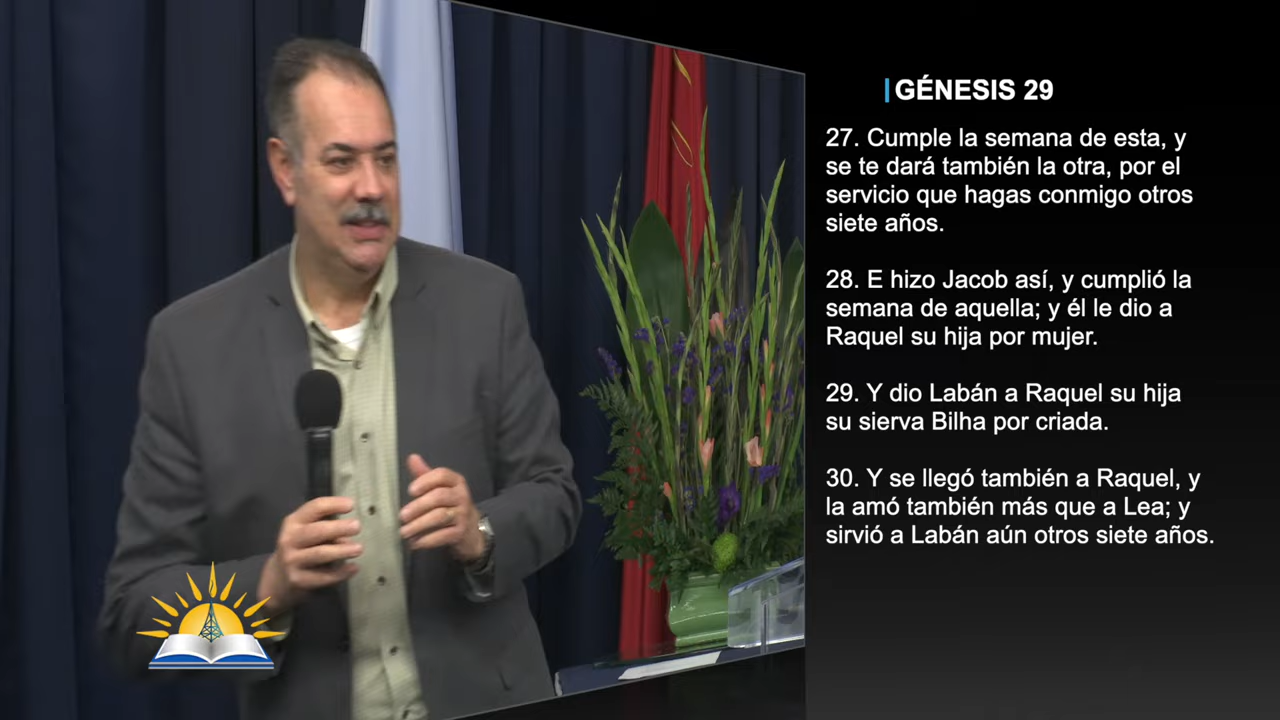 GÉNESIS 29
27. Cumple la semana de esta, y
se te dará también la otra, por el
servicio que hagas conmigo otros
siete años.
28. E hizo Jacob así, y cumplió la
semana de aquella; y él le dio a
Raquel su hija por mujer.
29. Y dio Labán a Raquel su hija
su sierva Bilha por criada.
30. Y se llegó también a Raquel, y
la amó también más que a Lea; y
sirvió a Labán aún otros siete años.